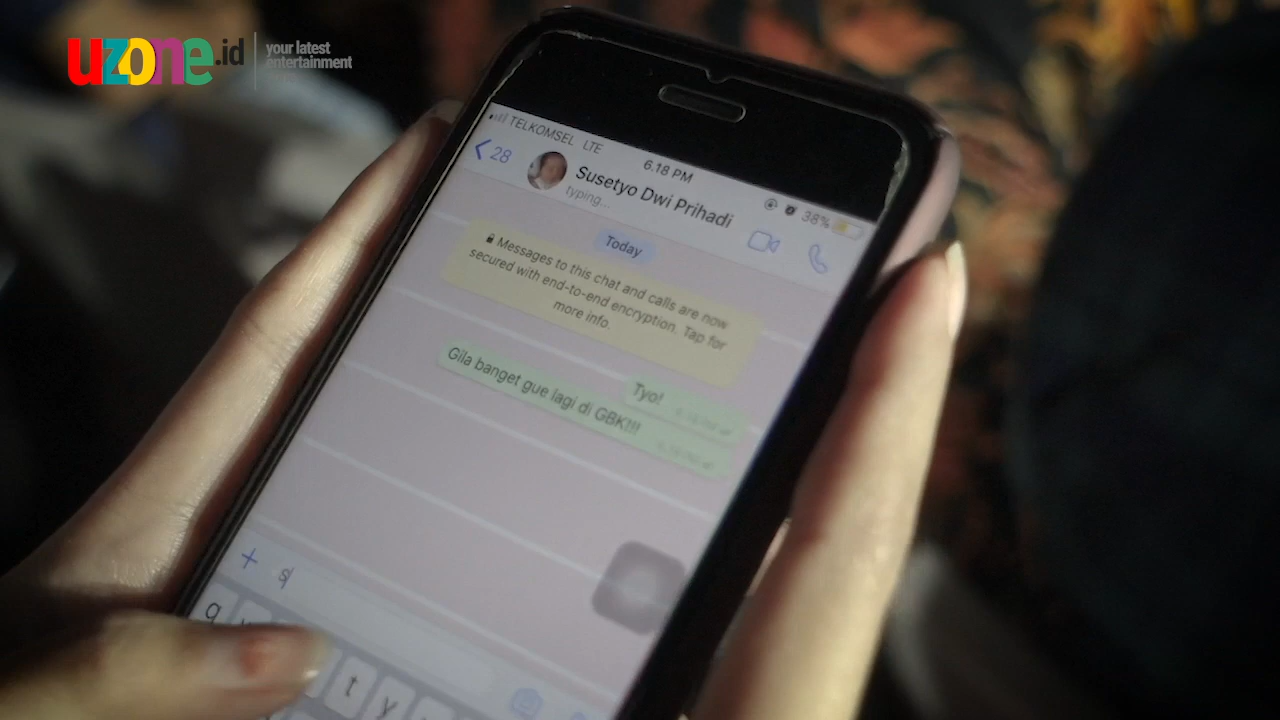 uzone.id
your latest
entertainment
TELKOMSEL LTE
6.18 PM
38%
28
Susetyo Dwi Prihadi
typing...
Today
Messages to this chat and calls are now
secured with end-to-end encryption. Tap for
more info.
Tyo!
Gila banget gue lagi di GBK!!!
s
q
t y